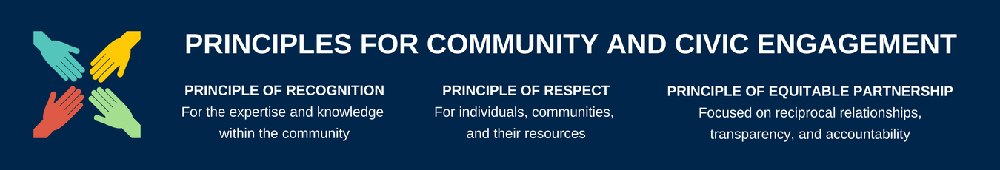 PRINCIPLES FOR COMMUNITY AND CIVIC ENGAGEMENT
PRINCIPLE OF RECOGNITION
For the expertise and knowledge
within the community
PRINCIPLE OF RESPECT
For individuals, communities,
and their resources
PRINCIPLE OF EQUITABLE PARTNERSHIP
Focused on reciprocal relationships,
transparency, and accountability